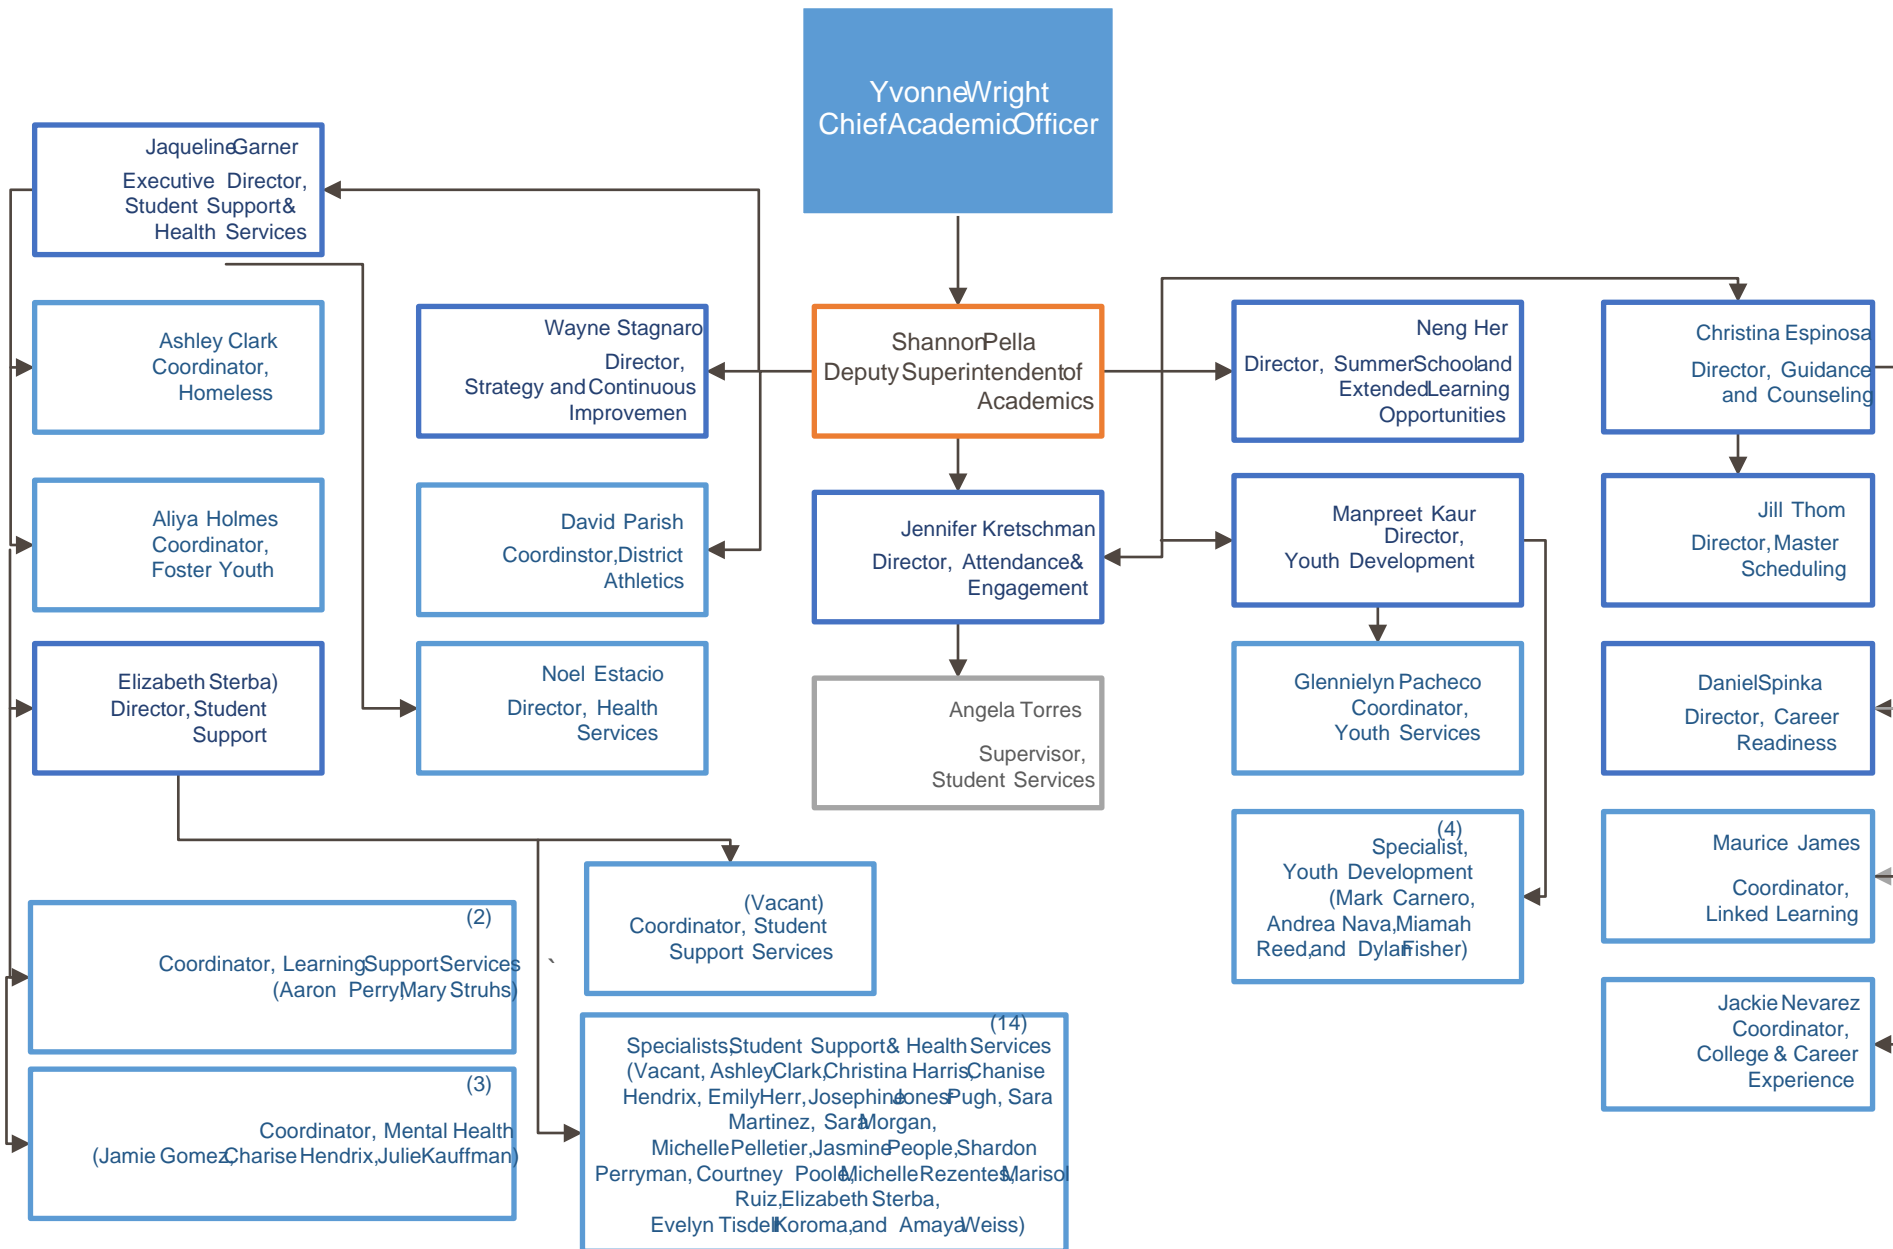 Yvonne Wright
Chief Academic Officer
Jaqueline Garner
Executive Director,
Student Support &
Health Services
Ashley Clark
Coordinator,
Homeless
Wayne Stagnaro
Director,
Strategy and Continuous
Improvemen
Shannon Pella
Deputy Superintendent of
Academics
Neng Her
Director, Summer School and
Extended Learning
Opportunities
Christina Espinosa
Director, Guidance
and Counseling
Aliya Holmes
Coordinator,
Foster Youth
David Parish
Coordinstor, District
Athletics
Jennifer Kretschman
Director, Attendance &
Engagement
Manpreet Kaur
Director,
Youth Development
Jill Thom
Director, Master
Scheduling
Elizabeth Sterba)
Director, Student
Support
Noel Estacio
Director, Health
Services
Angela Torres
Supervisor,
Student Services
Glennielyn Pacheco
Coordinator,
Youth Services
Daniel Spinka
Director, Career
Readiness
(Vacant)
Coordinator, Student
Support Services
(4)
Specialist,
Youth Development
(Mark Carnero,
Andrea Nava, Miamah
Reed, and Dylan Fisher)
Maurice James
Coordinator,
Linked Learning
(2)
Coordinator, Learning Support Services
(Aaron Perry, Mary Struhs)
`
Jackie Nevarez
Coordinator,
College & Career
Experience
(3)
Coordinator, Mental Health
(Jamie Gomez, Charise Hendrix, Julie Kauffman)
(14)
Specialists, Student Support & Health Services
(Vacant, Ashley Clark, Christina Harris, Chanise
Hendrix, Emily Herr, Josephine Jones-Pugh, Sara
Martinez, Sara Morgan,
Michelle Pelletier, Jasmine People, Shardon
Perryman, Courtney Poole, Michelle Rezentes, Marisol
Ruiz, Elizabeth Sterba,
Evelyn Tisdell-Koroma, and Amaya Weiss)